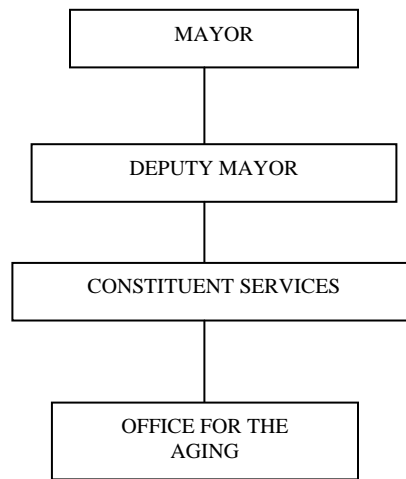 MAYOR
DEPUTY MAYOR
CONSTITUENT SERVICES
OFFICE FOR THE
AGING